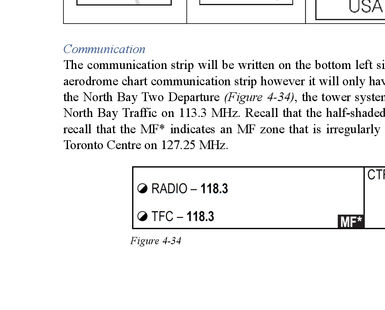 USA
Communication
The communication strip will be written on the bottom left si
aerodrome chart communication strip however it will only hav
the North Bay Two Departure (Figure 4-34), the tower system
North Bay Traffic on 113.3 MHz. Recall that the half-shaded
recall that the MF* indicates an MF zone that is irregularly
Toronto Centre on 127.25 MHz.
RADIO – 118.3
CTR
TFC – 118.3
MF*
Figure 4-34